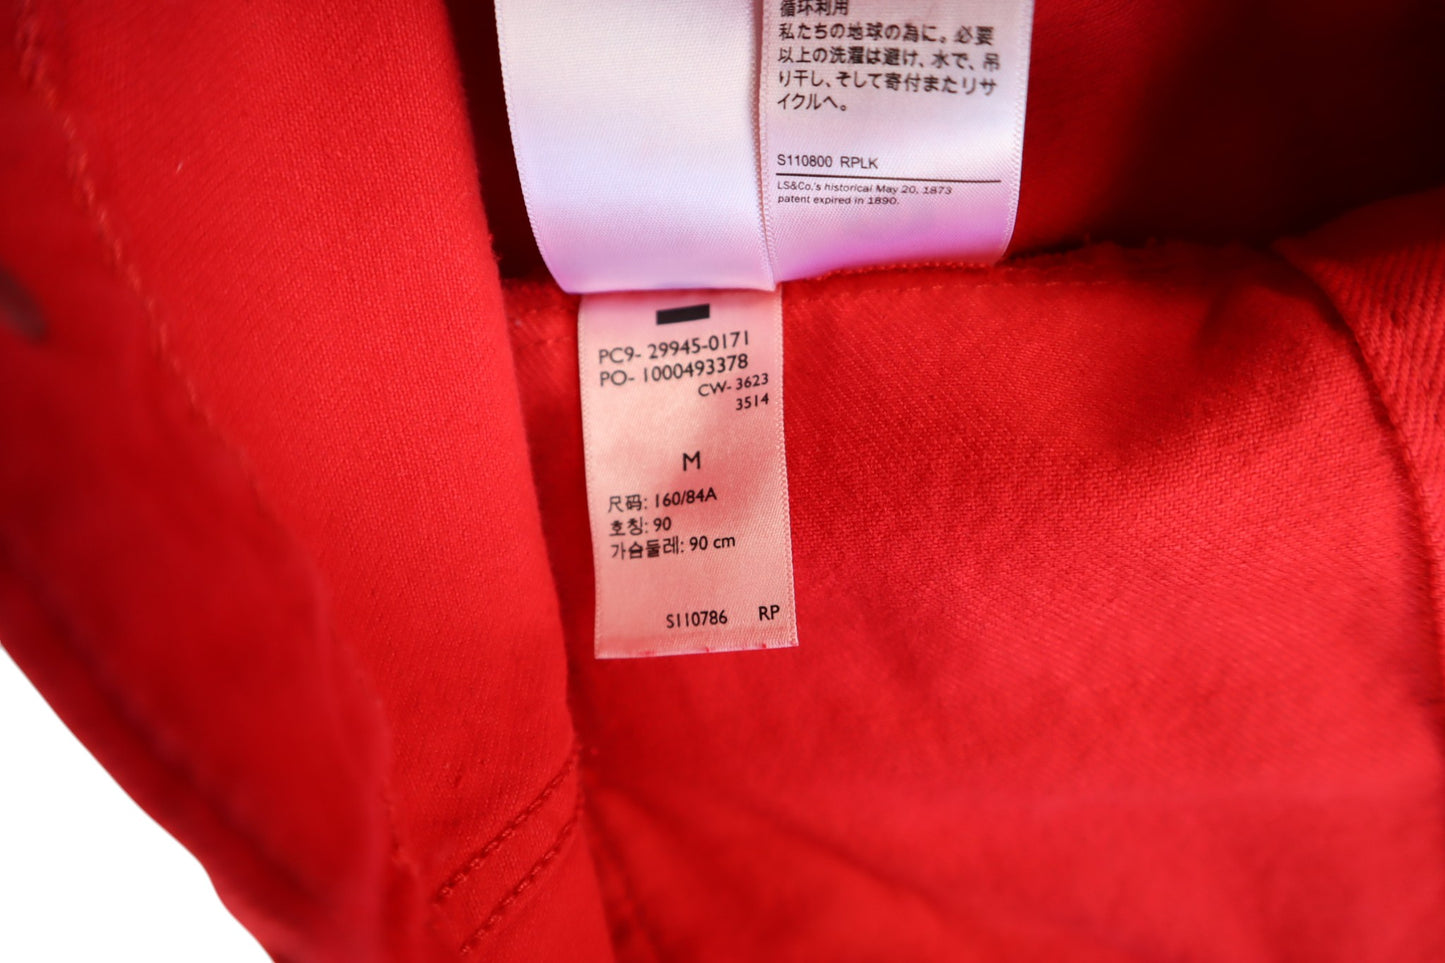 循环利用
私たちの地球の為に。必要
以上の洗濯は避け、水で、吊
り干し、そして寄付またリサ
イクルへ。
S110800 RPLK
LS&Co.'s historical May 20, 1873
patent expired in 1890.
PC9- 29945-0171
PO- 1000493378
CW- 3623
3514
M
尺码: 160/84A
호칭: 90
가슴둘레: 90 cm
S110786 RP